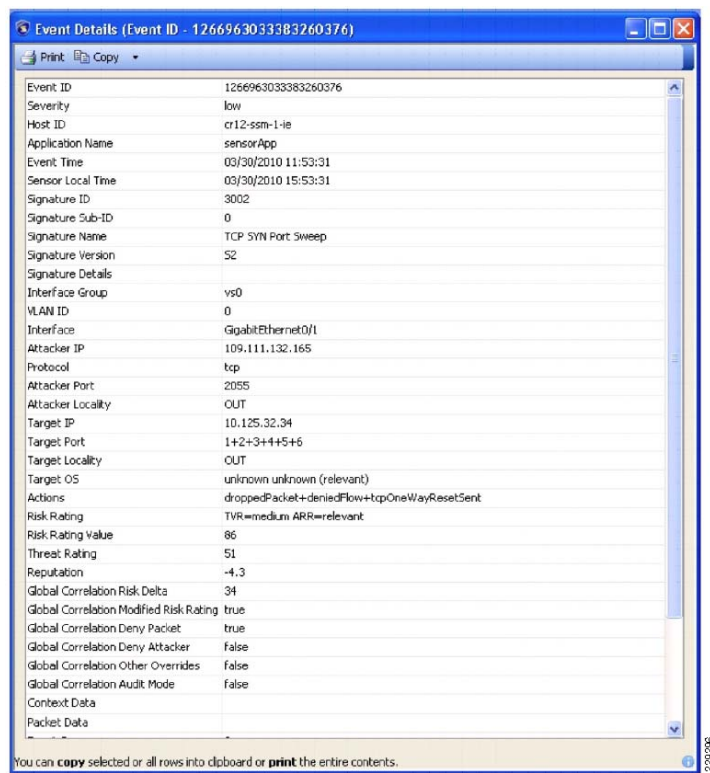 Event Details (Event ID - 1266963033383260376)
Print Copy
Event ID 1266963033383260376
Severity low
Host ID cr12-ssm-1-ie
Application Name sensorApp
Event Time 03/30/2010 11:53:31
Sensor Local Time 03/30/2010 15:53:31
Signature ID 3002
Signature Sub-ID 0
Signature Name TCP SYN Port Sweep
Signature Version S2
Signature Details
Interface Group vs0
VLAN ID 0
Interface GigabitEthernet0/1
Attacker IP 109.111.132.165
Protocol tcp
Attacker Port 2055
Attacker Locality OUT
Target IP 10.125.32.34
Target Port 1+2+3+4+5+6
Target Locality OUT
Target OS unknown unknown (relevant)
Actions droppedPacket+deniedFlow+tcpOneWayResetSent
Risk Rating TVR=medium ARR=relevant
Risk Rating Value 86
Threat Rating 51
Reputation -4.3
Global Correlation Risk Delta 34
Global Correlation Modified Risk Rating true
Global Correlation Deny Packet true
Global Correlation Deny Attacker false
Global Correlation Other Overrides false
Global Correlation Audit Mode false
Context Data
Packet Data
You can copy selected or all rows into clipboard or print the entire contents.